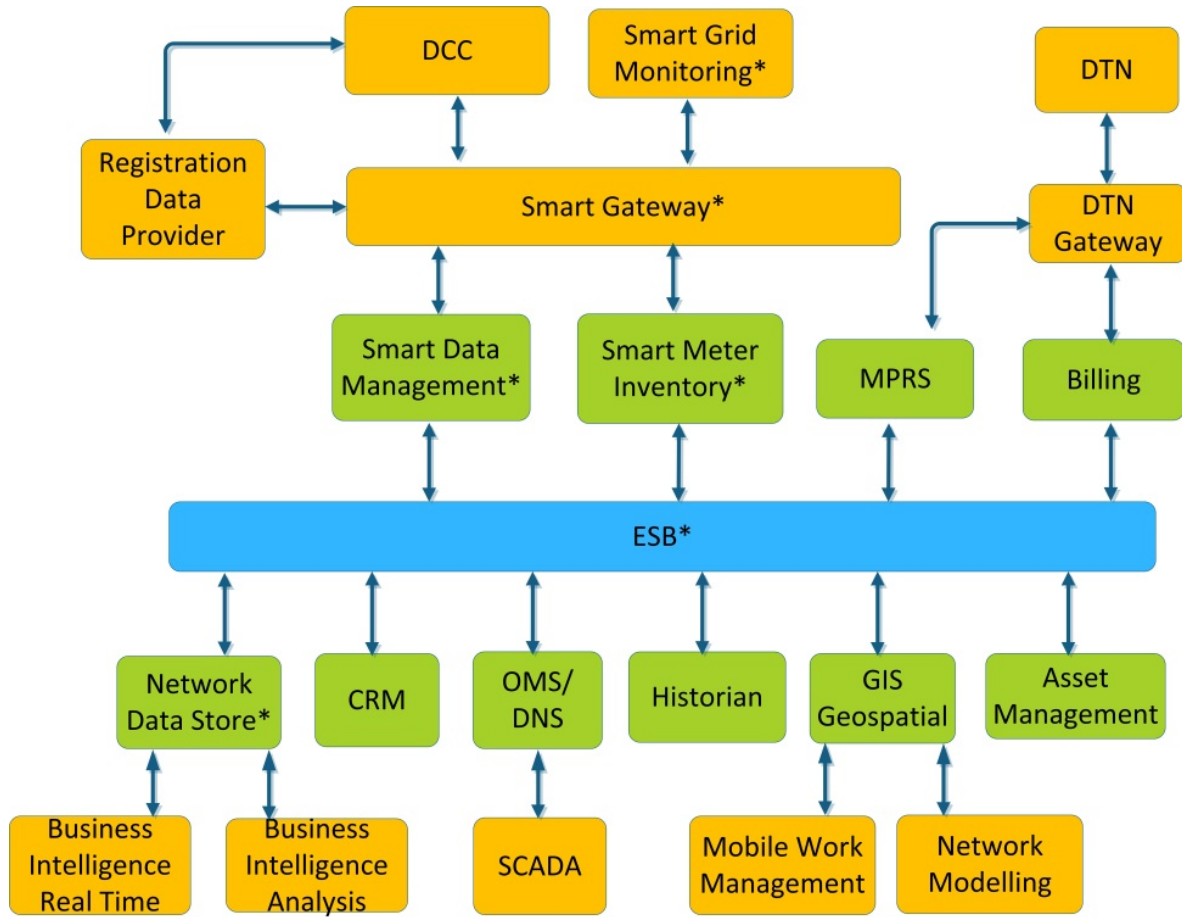 DCC
Smart Grid
Monitoring*
DTN
Registration
Data
Provider
Smart Gateway*
DTN
Gateway
Smart Data
Management*
Smart Meter
Inventory*
MPRS
Billing
ESB*
Network
Data Store*
CRM
OMS/
DNS
Historian
GIS
Geospatial
Asset
Management
Business
Intelligence
Real Time
Business
Intelligence
Analysis
SCADA
Mobile Work
Management
Network
Modelling